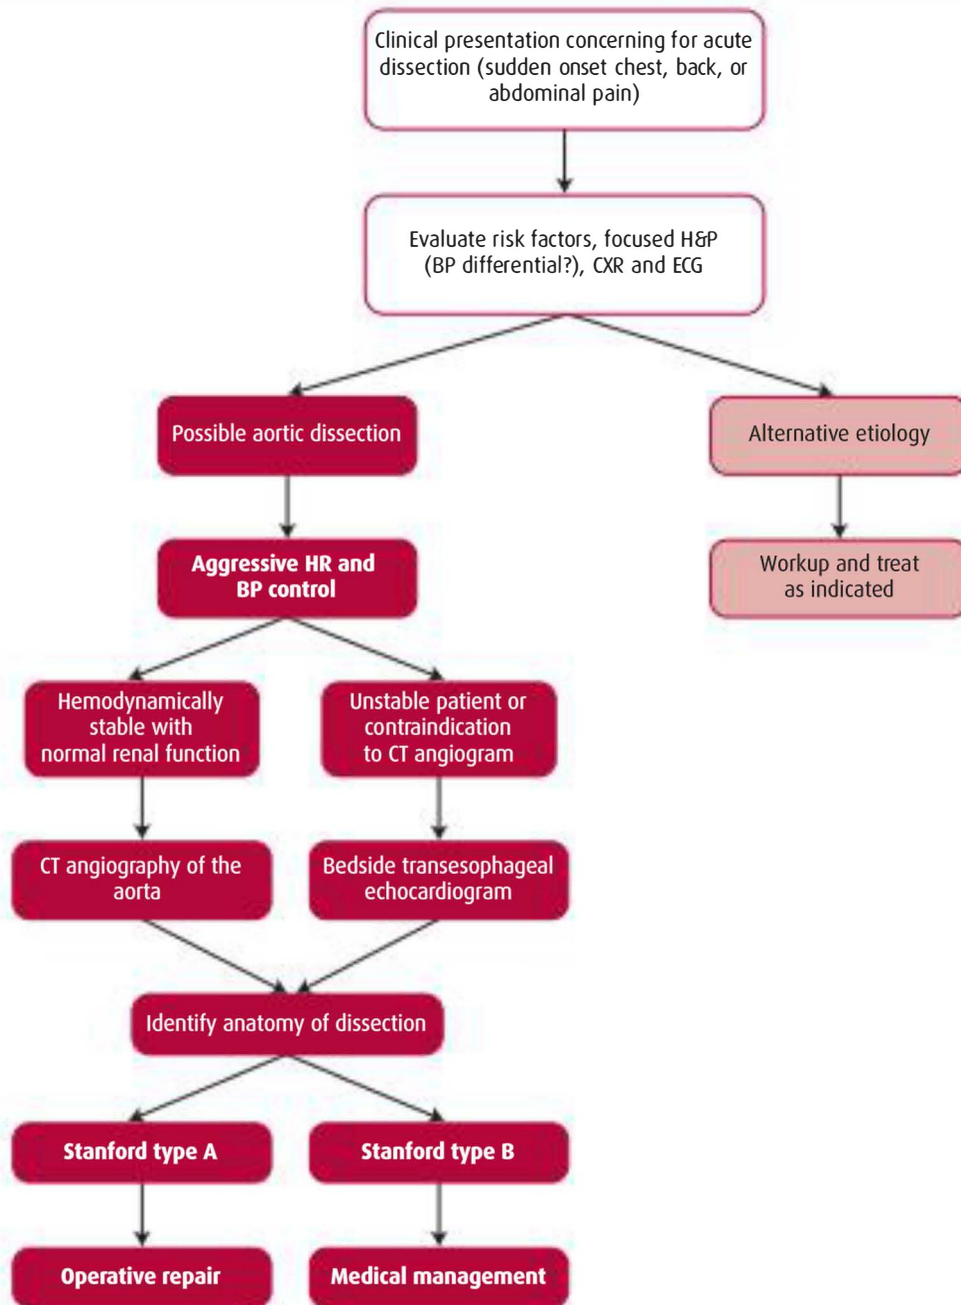 Clinical presentation concerning for acute
dissection (sudden onset chest, back, or
abdominal pain)
Evaluate risk factors, focused H&P
(BP differential?), CXR and ECG
Possible aortic dissection
Alternative etiology
Aggressive HR and
BP control
Workup and treat
as indicated
Hemodynamically
stable with
normal renal function
Unstable patient or
contraindication
to CT angiogram
CT angiography of the
aorta
Bedside transesophageal
echocardiogram
Identify anatomy of dissection
Stanford type A
Stanford type B
Operative repair
Medical management